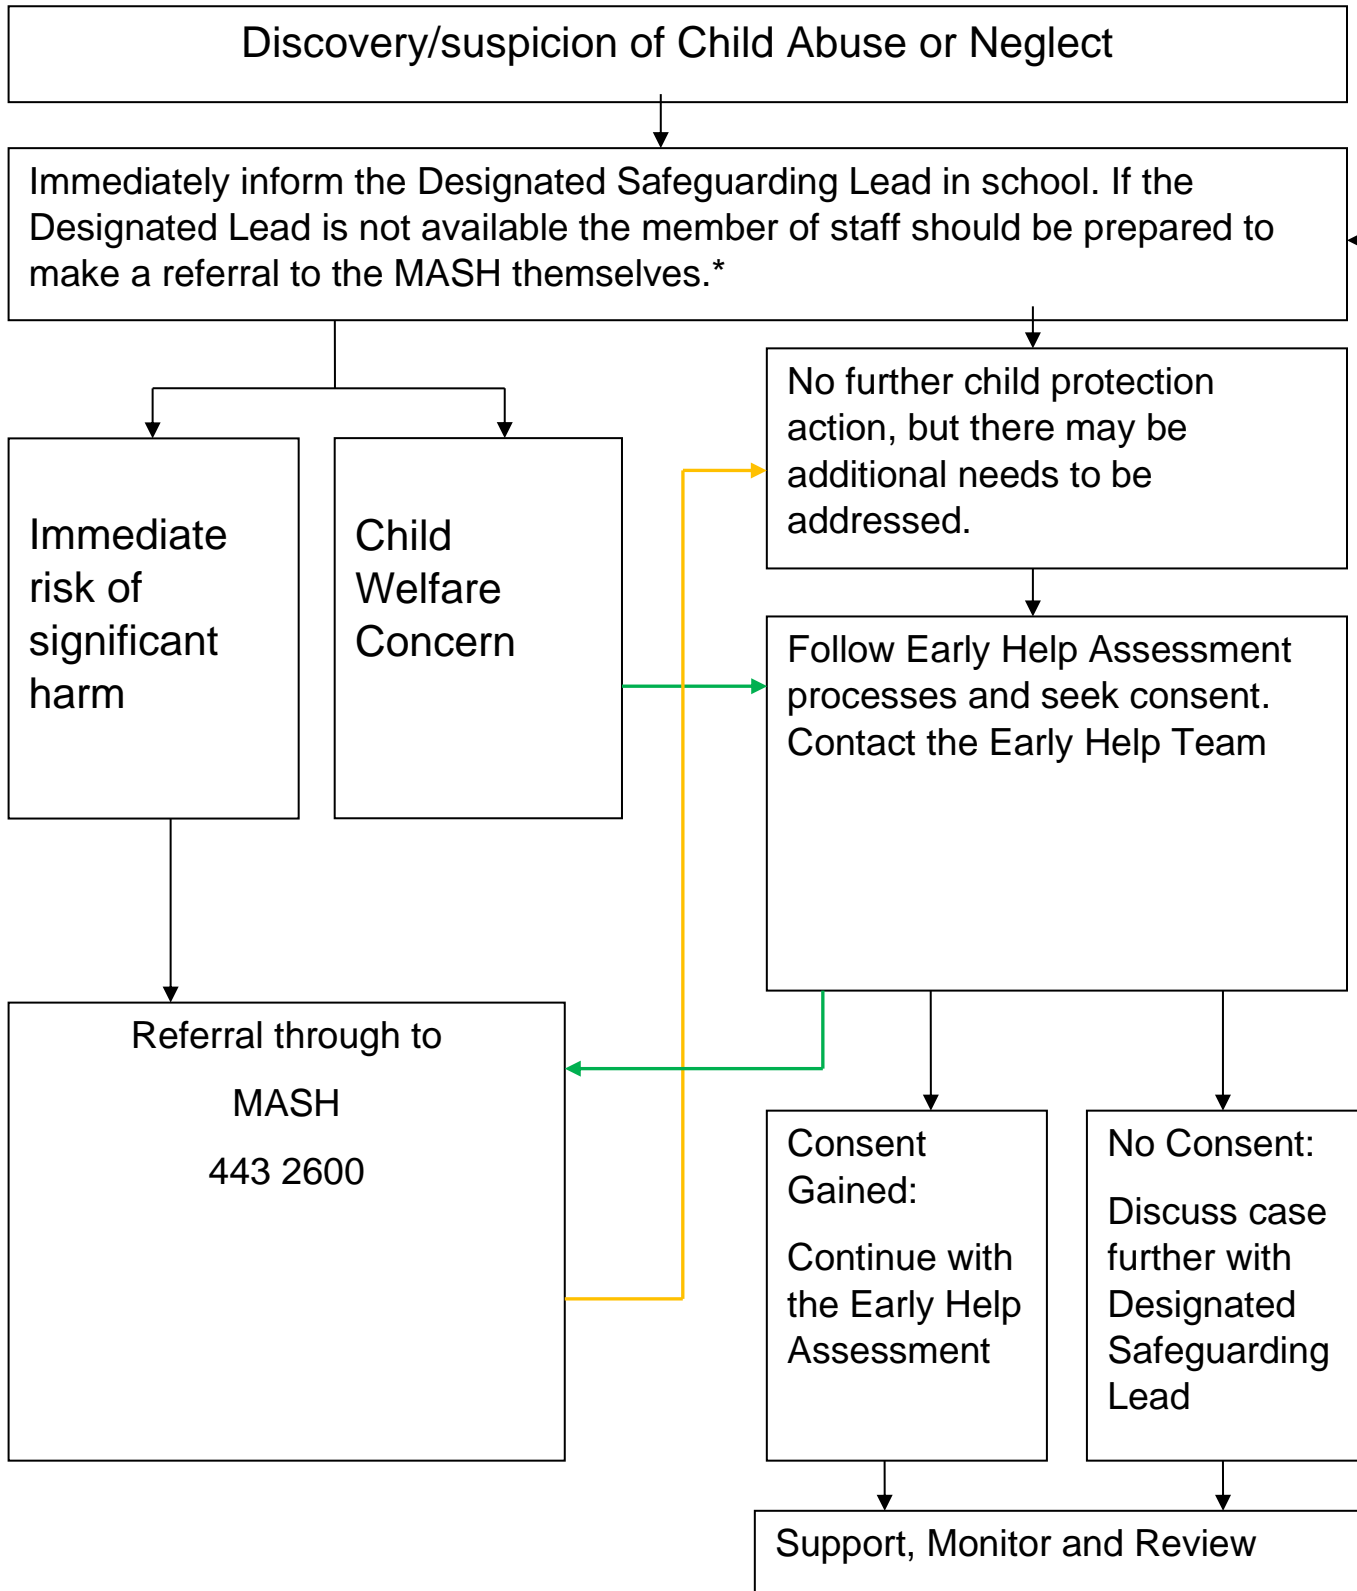 Discovery/suspicion of Child Abuse or Neglect
Immediately inform the Designated Safeguarding Lead in school. If the
Designated Lead is not available the member of staff should be prepared to
make a referral to the MASH themselves.*
No further child protection
action, but there may be
additional needs to be
addressed.
Immediate
risk of
significant
harm
Child
Welfare
Concern
Follow Early Help Assessment
processes and seek consent.
Contact the Early Help Team
Referral through to
MASH
443 2600
Consent
Gained:
Continue with
the Early Help
Assessment
No Consent:
Discuss case
further with
Designated
Safeguarding
Lead
Support, Monitor and Review